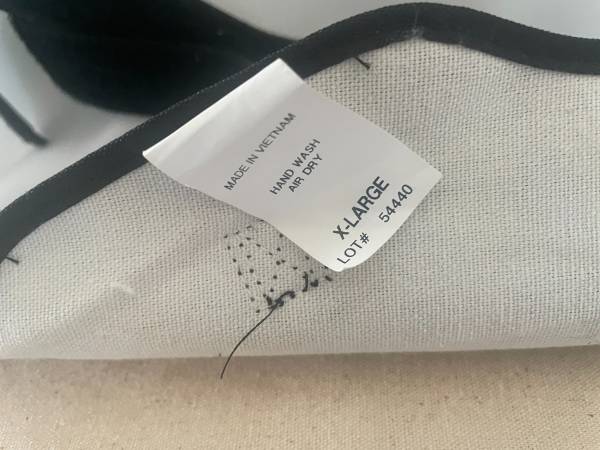 MADE IN VIETNAM
HAND WASH
AIR DRY
X-LARGE
LOT# 54440